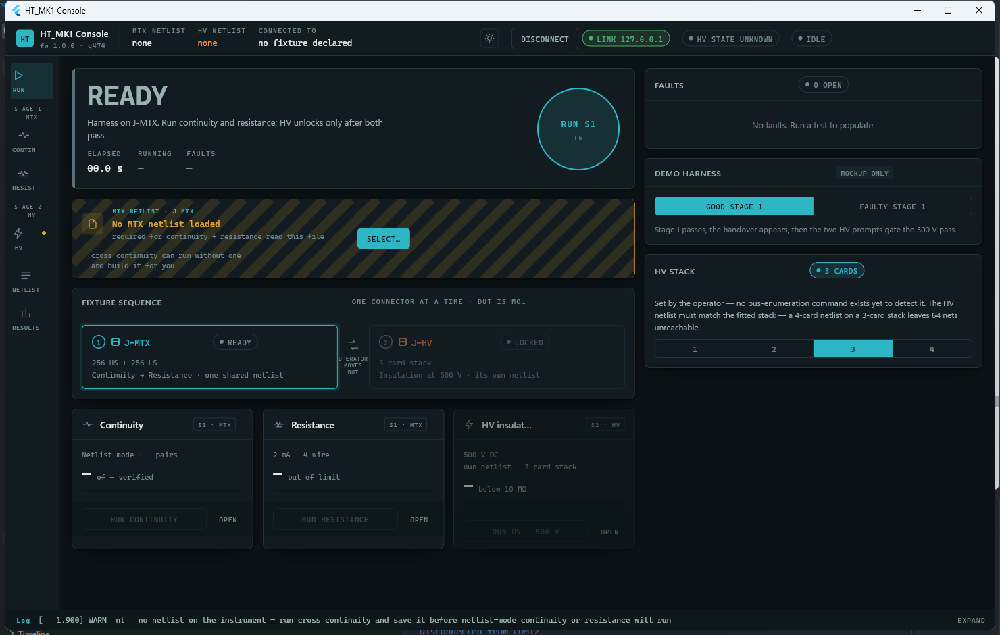 HT_MK1 Console
HT
HT_MK1 Console
fw 1.0.0 · g474
MTX NETLIST
none
HV NETLIST
none
CONNECTED TO
no fixture declared
DISCONNECT
LINK 127.0.0.1
HV STATE UNKNOWN
IDLE
RUN
STAGE 1 ·
MTX
CONTIN
RESIST
STAGE 2 ·
HV
HV
NETLIST
RESULTS
READY
Harness on J-MTX. Run continuity and resistance; HV unlocks only after both
pass.
ELAPSED
00.0 s
RUNNING
—
FAULTS
—
RUN S1
F5
MTX NETLIST · J-MTX
No MTX netlist loaded
required for continuity + resistance read this file
cross continuity can run without one
and build it for you
SELECT…
FIXTURE SEQUENCE
ONE CONNECTOR AT A TIME · DUT IS MO…
1
J-MTX
READY
256 HS + 256 LS
Continuity → Resistance · one shared netlist
OPERATOR
MOVES
DUT
2
J-HV
LOCKED
3-card stack
Insulation at 500 V · its own netlist
Continuity
S1 · MTX
Netlist mode · — pairs
— of — verified
RUN CONTINUITY
OPEN
Resistance
S1 · MTX
2 mA · 4-wire
— out of limit
RUN RESISTANCE
OPEN
HV insulat…
S2 · HV
500 V DC
own netlist · 3-card stack
— below 10 MΩ
RUN HV · 500 V
OPEN
FAULTS
0 OPEN
No faults. Run a test to populate.
DEMO HARNESS
MOCKUP ONLY
GOOD STAGE 1
FAULTY STAGE 1
Stage 1 passes, the handover appears, then the two HV prompts gate the 500 V pass.
HV STACK
3 CARDS
Set by the operator — no bus-enumeration command exists yet to detect it. The HV
netlist must match the fitted stack — a 4-card netlist on a 3-card stack leaves 64 nets
unreachable.
1
2
3
4
Log [ 1.900] WARN nl no netlist on the instrument — run cross continuity and save it before netlist-mode continuity or resistance will run
EXPAND
Timeline
Disconnected from COM12